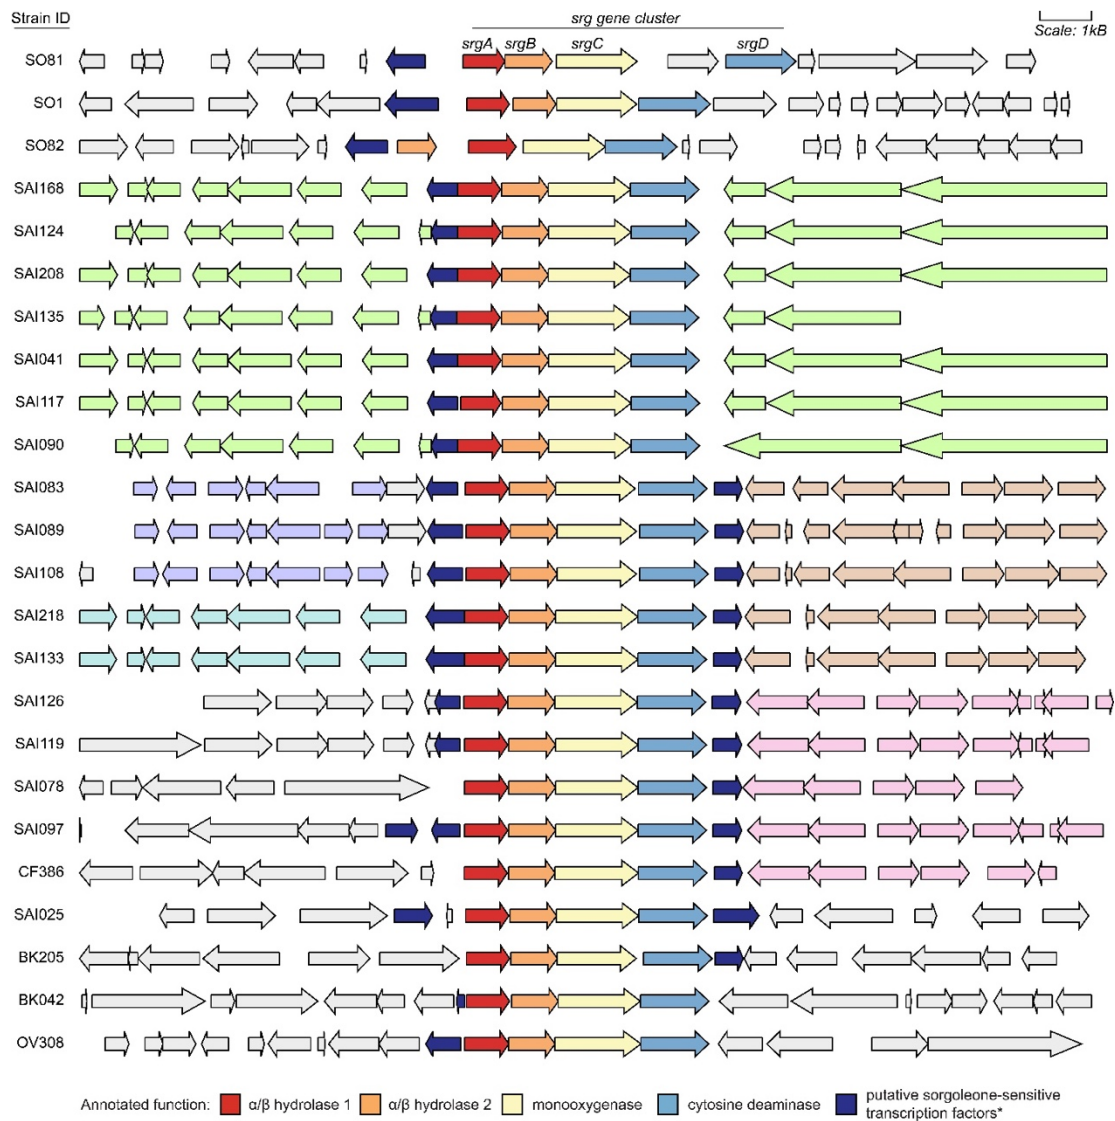 Strain ID
srg gene cluster
Scale: 1kB
srgA srgB srgC srgD
SO81
SO1
SO82
SAI168
SAI124
SAI208
SAI135
SAI041
SAI117
SAI090
SAI083
SAI089
SAI108
SAI218
SAI133
SAI126
SAI119
SAI078
SAI097
CF386
SAI025
BK205
BK042
OV308
Annotated function: α/β hydrolase 1 α/β hydrolase 2 monooxygenase cytosine deaminase putative sorgoleone-sensitive
transcription factors*